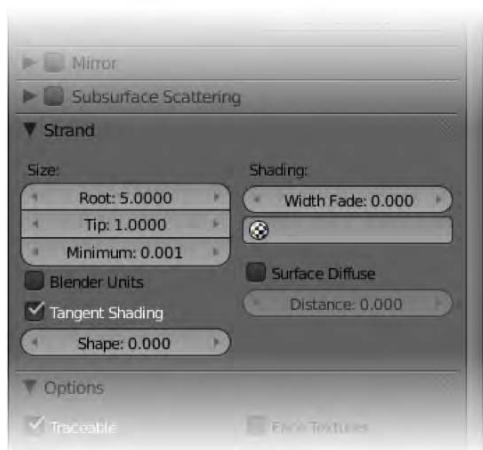 Mirror
Subsurface Scattering
Strand
Size:
Root: 5.0000
Tip: 1.0000
Minimum: 0.001
Blender Units
Tangent Shading
Shape: 0.000
Shading:
Width Fade: 0.000
Surface Diffuse
Distance: 0.000
Options
Traceable
Face Textures